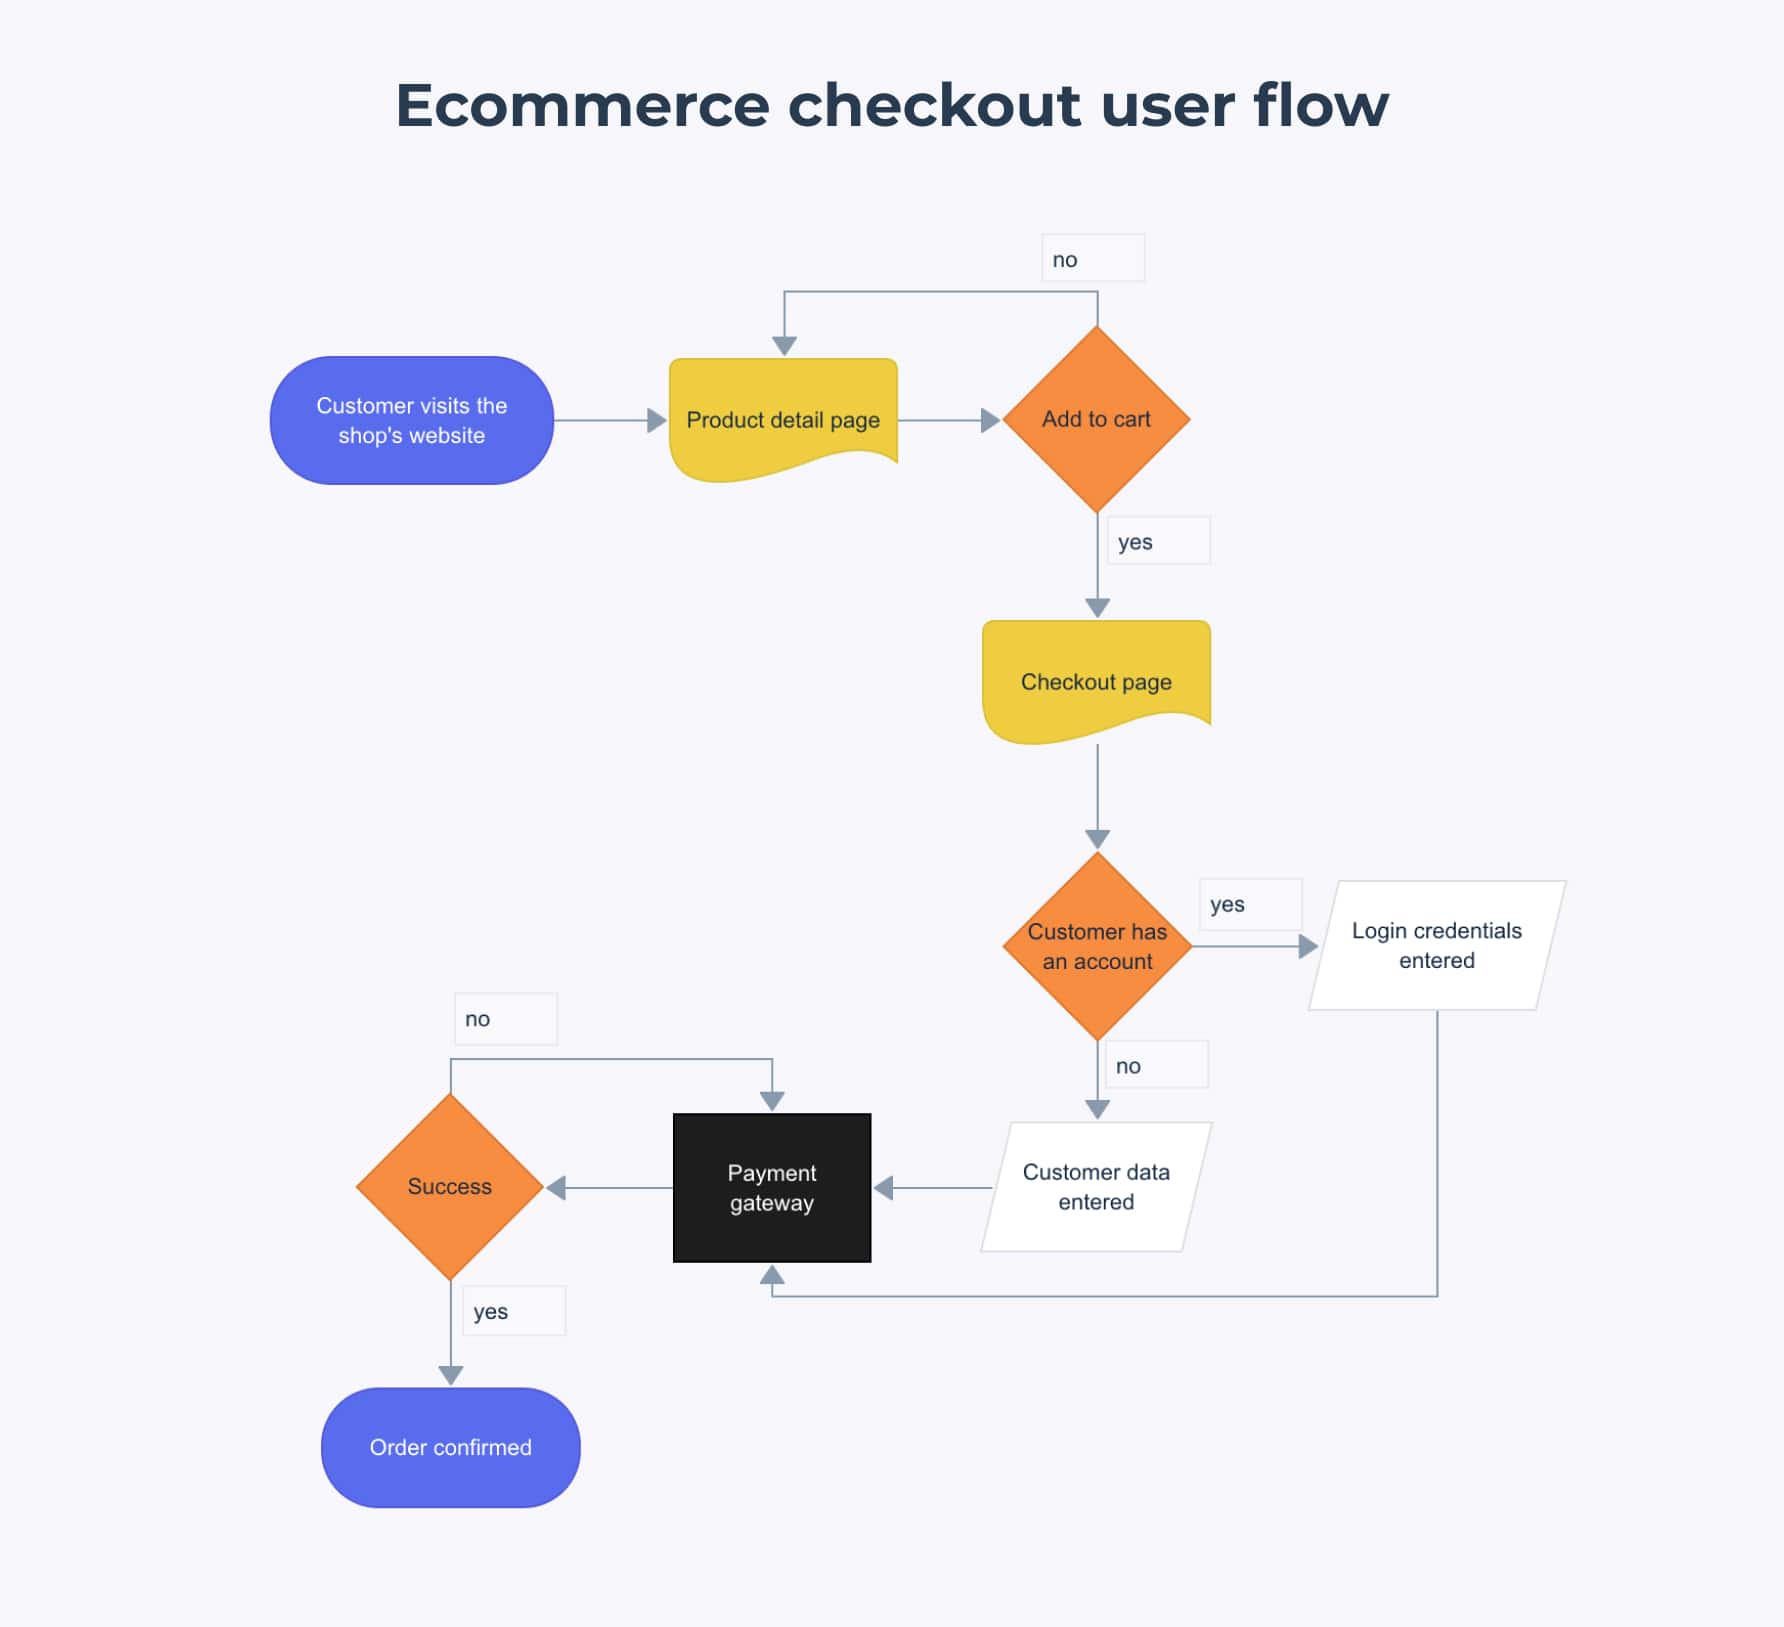 Ecommerce checkout user flow
no
Customer visits the
shop's website
Product detail page
Add to cart
yes
Checkout page
Customer has
an account
yes
Login credentials
entered
no
Customer data
entered
Payment
gateway
no
Success
yes
Order confirmed